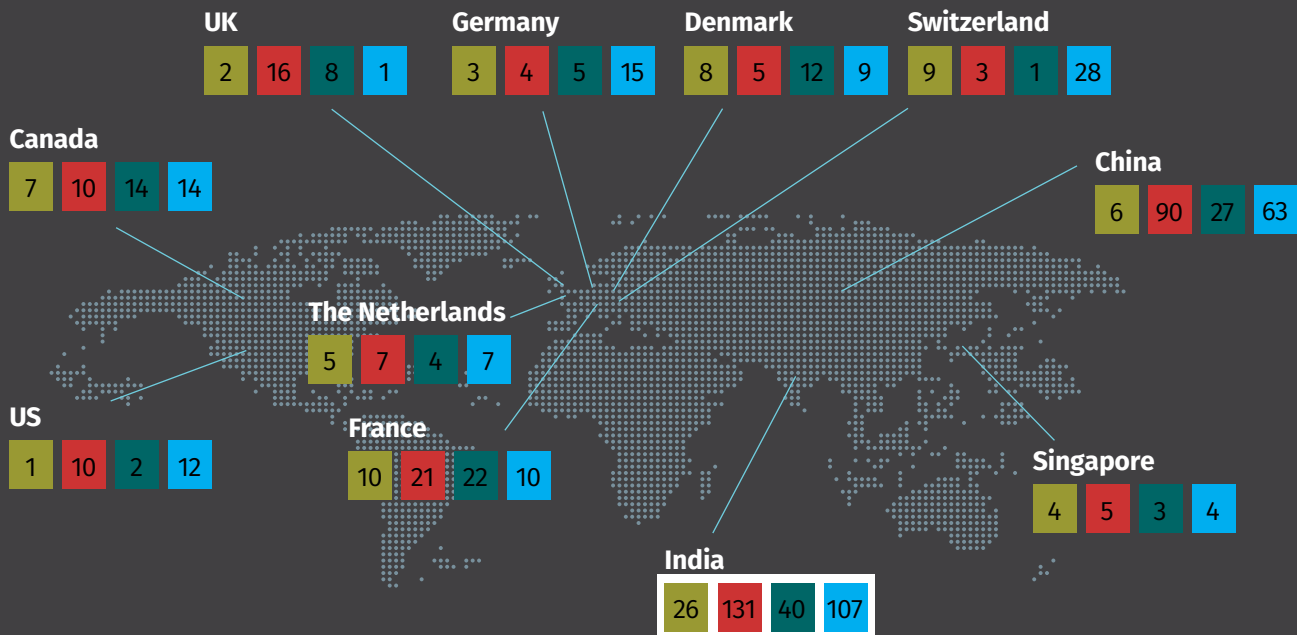 UK
2 16 8 1
Germany
3 4 5 15
Denmark
8 5 12 9
Switzerland
9 3 1 28
Canada
7 10 14 14
China
6 90 27 63
The Netherlands
5 7 4 7
US
1 10 2 12
France
10 21 22 10
Singapore
4 5 3 4
India
26 131 40 107